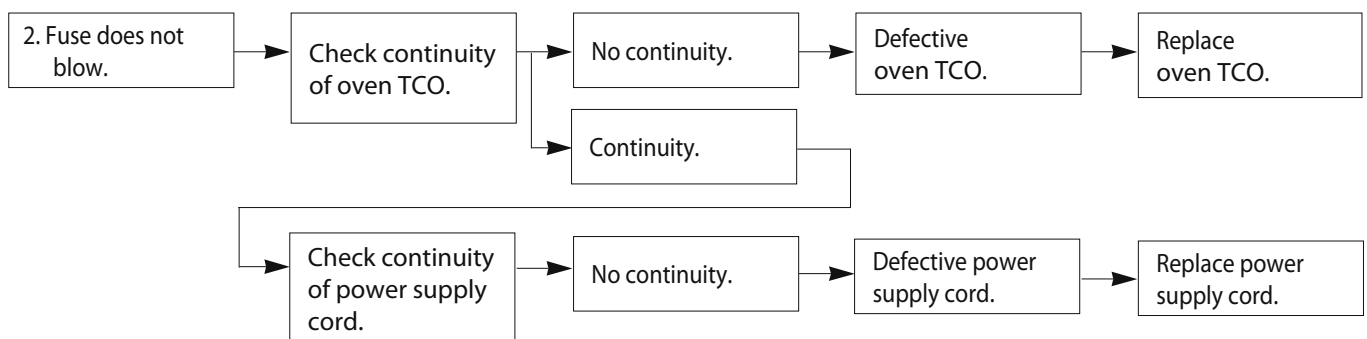 2. Fuse does not
blow.
Check continuity
of oven TCO.
No continuity.
Defective
oven TCO.
Replace
oven TCO.
Continuity.
Check continuity
of power supply
cord.
No continuity.
Defective power
supply cord.
Replace power
supply cord.